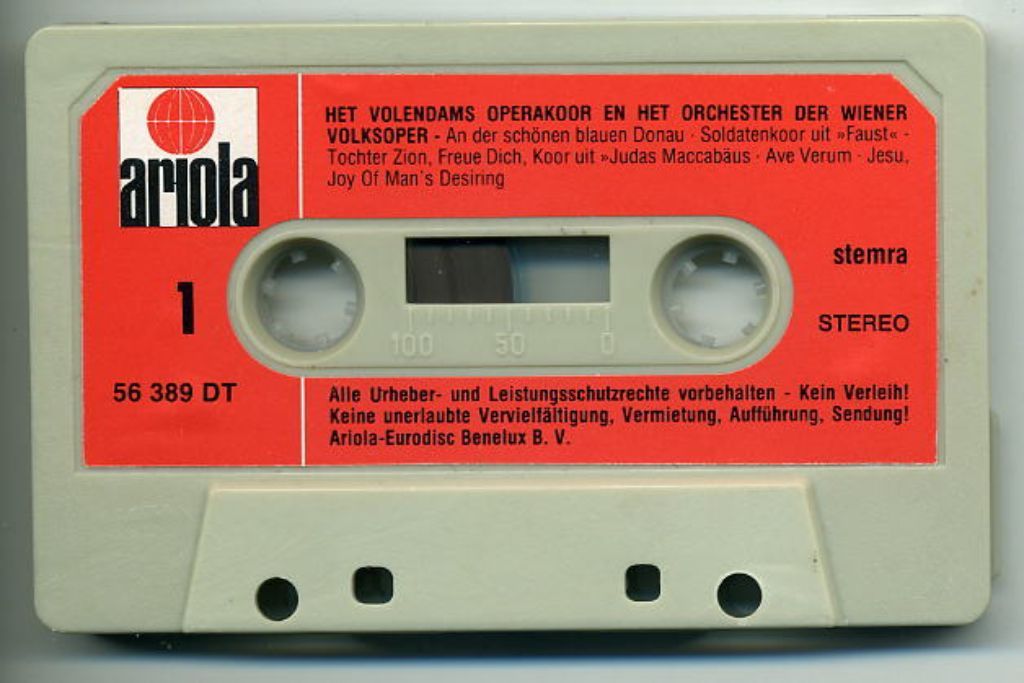 ariola
HET VOLENDAMS OPERAKOOR EN HET ORCHESTER DER WIENER
VOLKSOPER - An der schönen blauen Donau · Soldatenkoor uit »Faust« -
Tochter Zion, Freue Dich, Koor uit »Judas Maccabäus · Ave Verum · Jesu,
Joy Of Man's Desiring
stemra
1
STEREO
100 50 0
56 389 DT
Alle Urheber- und Leistungsschutzrechte vorbehalten - Kein Verleih!
Keine unerlaubte Vervielfältigung, Vermietung, Aufführung, Sendung!
Ariola-Eurodisc Benelux B. V.